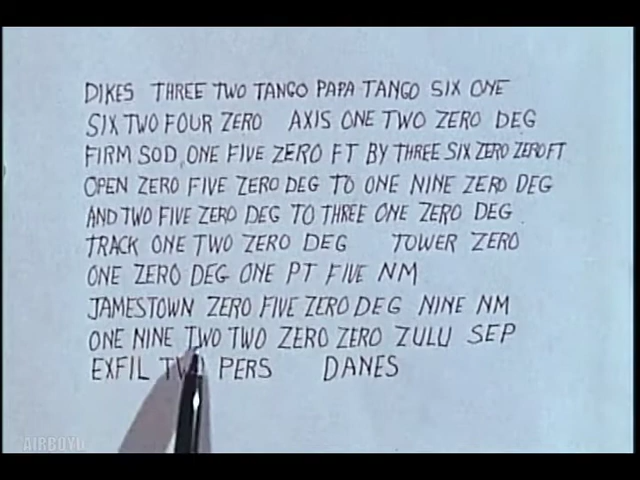 DIKES THREE TWO TANGO PAPA TANGO SIX ONE
SIX TWO FOUR ZERO AXIS ONE TWO ZERO DEG
FIRM SOD, ONE FIVE ZERO FT BY THREE SIX ZERO ZERO FT
OPEN ZERO FIVE ZERO DEG TO ONE NINE ZERO DEG
AND TWO FIVE ZERO DEG TO THREE ONE ZERO DEG
TRACK ONE TWO ZERO DEG TOWER ZERO
ONE ZERO DEG ONE PT FIVE NM
JAMESTOWN ZERO FIVE ZERO DEG NINE NM
ONE NINE TWO TWO ZERO ZERO ZULU SEP
EXFIL TWO PERS DANES
AIRBOYD